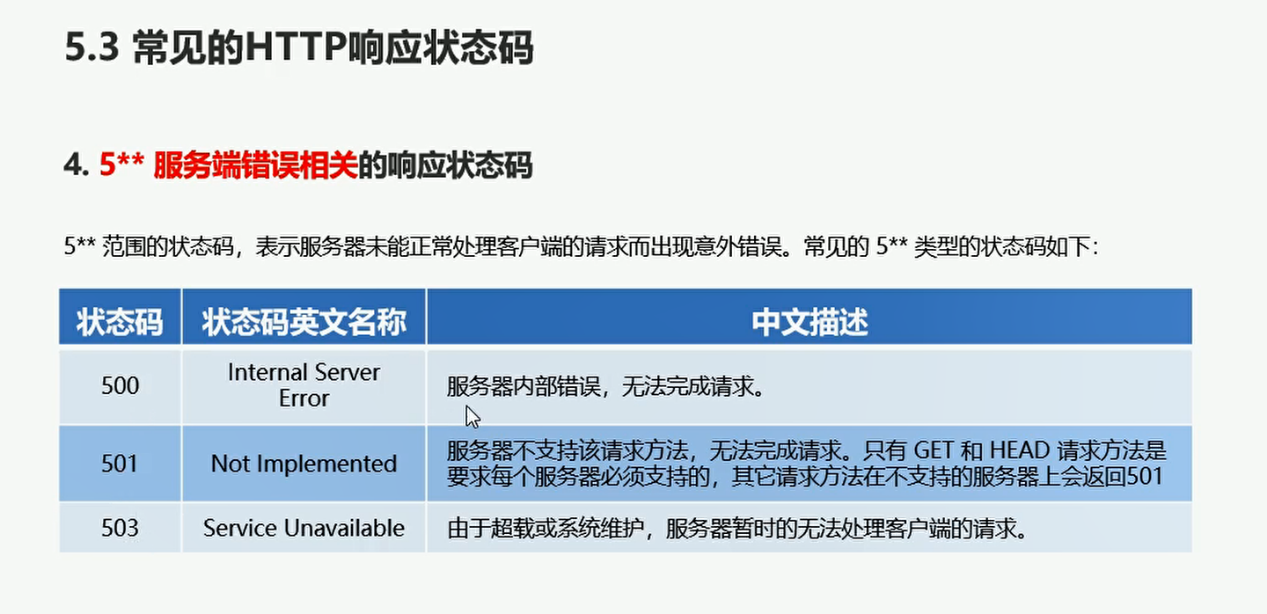 5.3 常见的HTTP响应状态码
4. 5** 服务端错误相关的响应状态码
5** 范围的状态码，表示服务器未能正常处理客户端的请求而出现意外错误。常见的 5** 类型的状态码如下：
状态码 状态码英文名称 中文描述
500 Internal Server
Error 服务器内部错误，无法完成请求。
501 Not Implemented 服务器不支持该请求方法，无法完成请求。只有 GET 和 HEAD 请求方法是
要求每个服务器必须支持的，其它请求方法在不支持的服务器上会返回501
503 Service Unavailable 由于超载或系统维护，服务器暂时的无法处理客户端的请求。